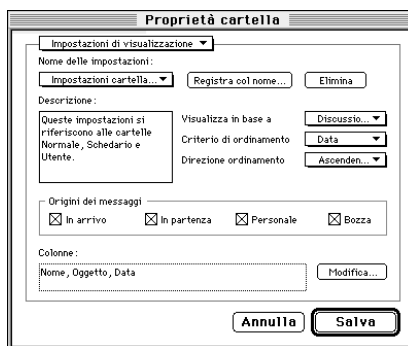 Proprietà cartella
Impostazioni di visualizzazione
Nome delle impostazioni:
Impostazioni cartella... Registra col nome... Elimina
Descrizione:
Queste impostazioni si
riferiscono alle cartelle
Normale, Schedario e
Utente.
Visualizza in base a Discussio...
Criterio di ordinamento Data
Direzione ordinamento Ascenden...
Origini dei messaggi
In arrivo In partenza Personale Bozza
Colonne:
Nome, Oggetto, Data Modifica...
Annulla Salva